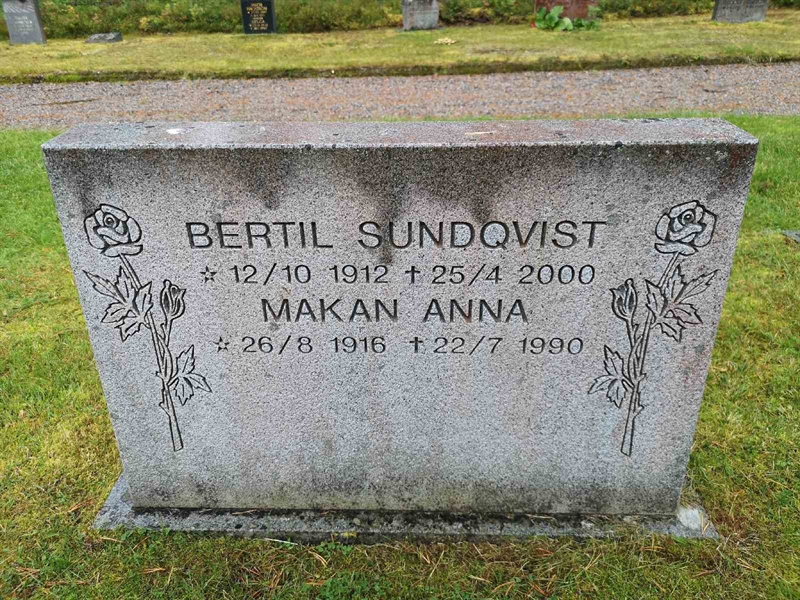 BERTIL SUNDQVIST
☆ 12/10 1912 † 25/4 2000
MAKAN ANNA
☆ 26/8 1916 † 22/7 1990